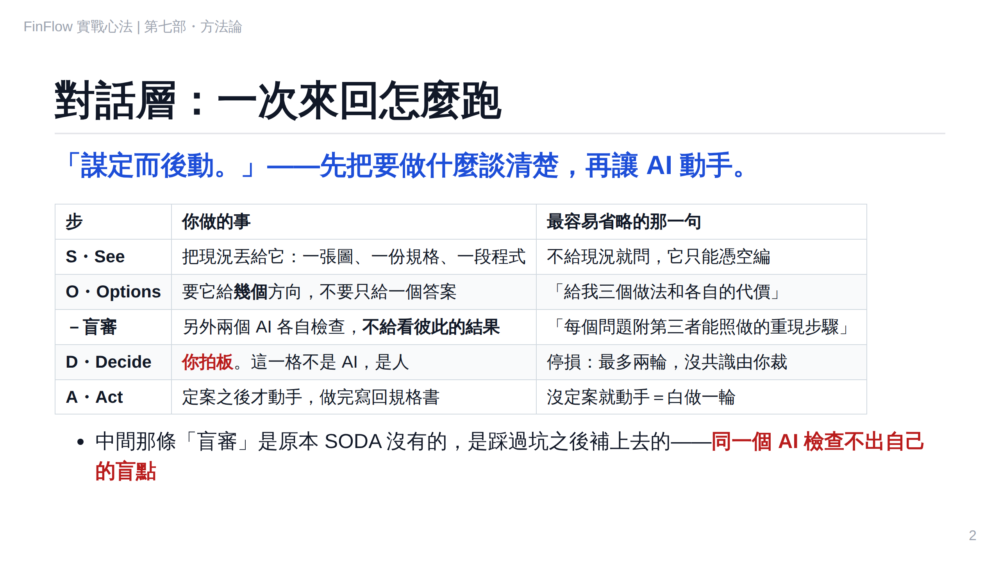 FinFlow 實戰心法 | 第七部・方法論
對話層：一次來回怎麼跑
「謀定而後動。」——先把要做什麼談清楚，再讓 AI 動手。
步 你做的事 最容易省略的那一句
S・See 把現況丟給它：一張圖、一份規格、一段程式 不給現況就問，它只能憑空編
O・Options 要它給幾個方向，不要只給一個答案 「給我三個做法和各自的代價」
－盲審 另外兩個 AI 各自檢查，不給看彼此的結果 「每個問題附第三者能照做的重現步驟」
D・Decide 你拍板。這一格不是 AI，是人 停損：最多兩輪，沒共識由你裁
A・Act 定案之後才動手，做完寫回規格書 沒定案就動手＝白做一輪
• 中間那條「盲審」是原本 SODA 沒有的，是踩過坑之後補上去的——同一個 AI 檢查不出自己
的盲點
2